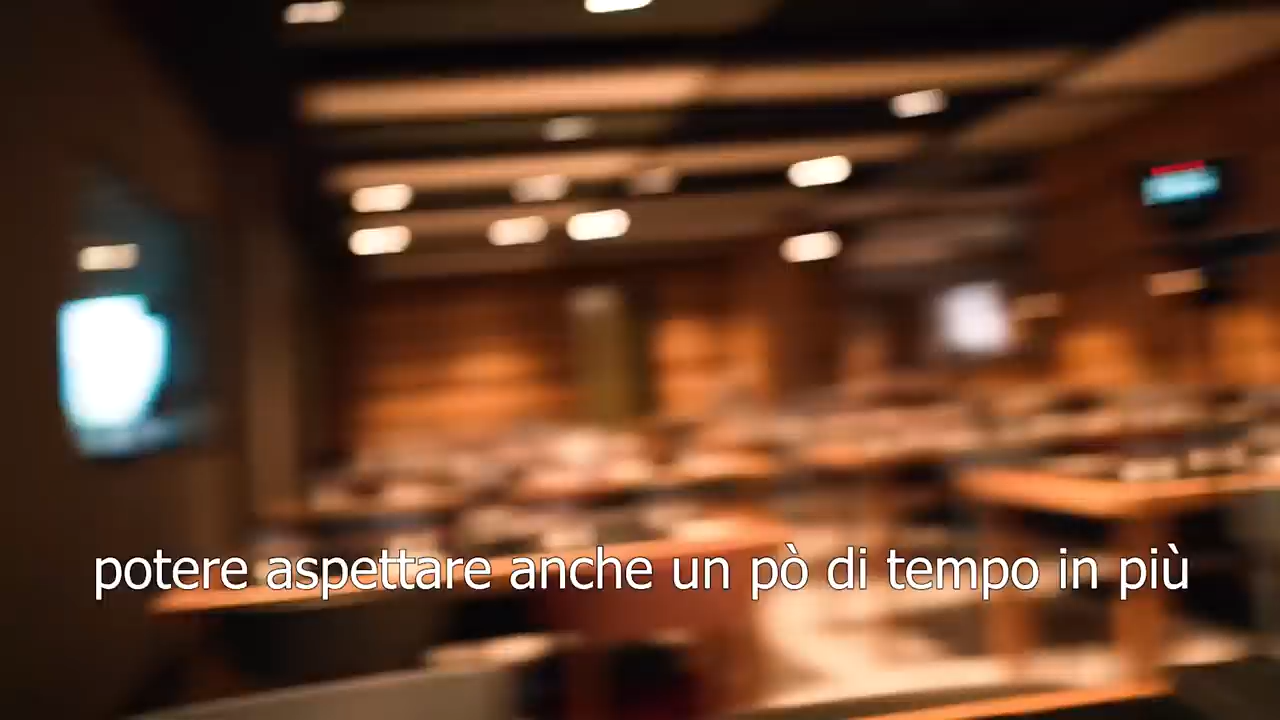 potere aspettare anche un pò di tempo in più